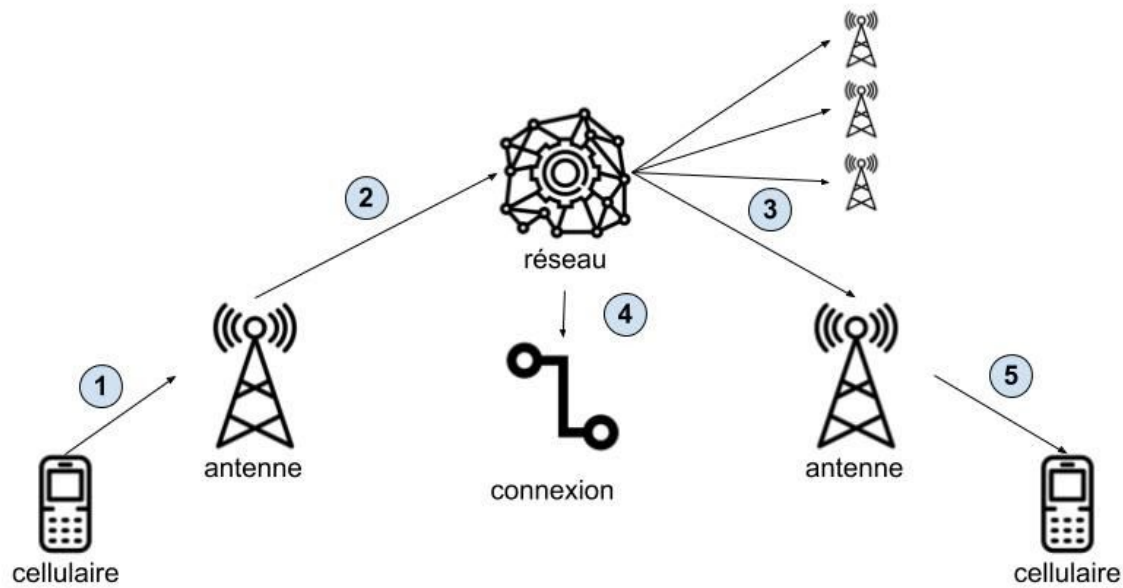 2
3
réseau
4
1
5
antenne
connexion
antenne
cellulaire
cellulaire